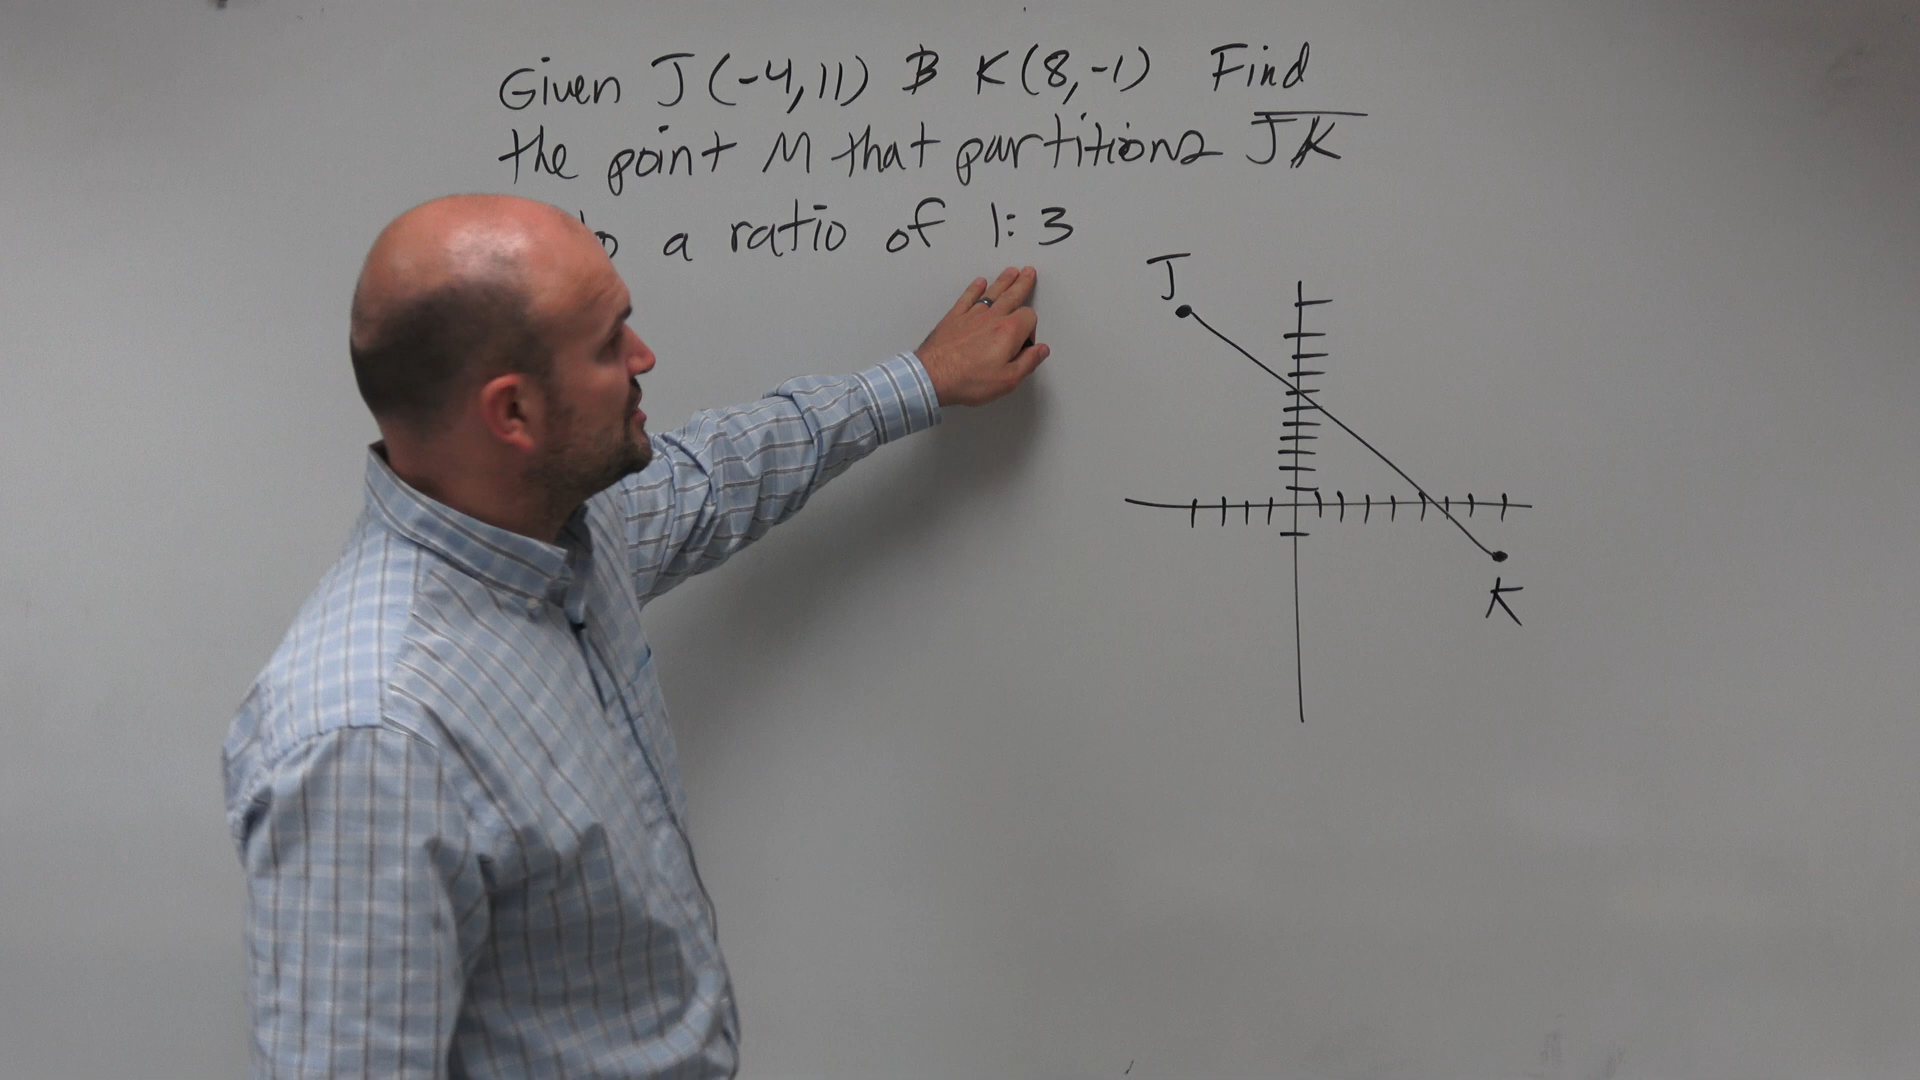 Given J(-4,11) & K(8,-1) Find
the point M that partitions JK
a ratio of 1:3
J
K